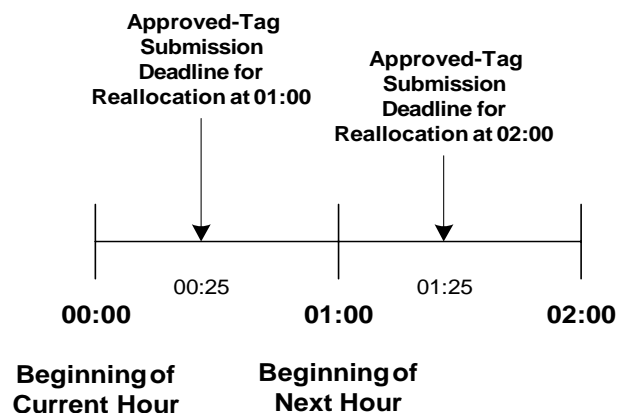 Approved-Tag
Submission
Deadline for
Reallocation at 01:00
Approved-Tag
Submission
Deadline for
Reallocation at 02:00
00:25
01:25
00:00
01:00
02:00
Beginning of
Current Hour
Beginning of
Next Hour